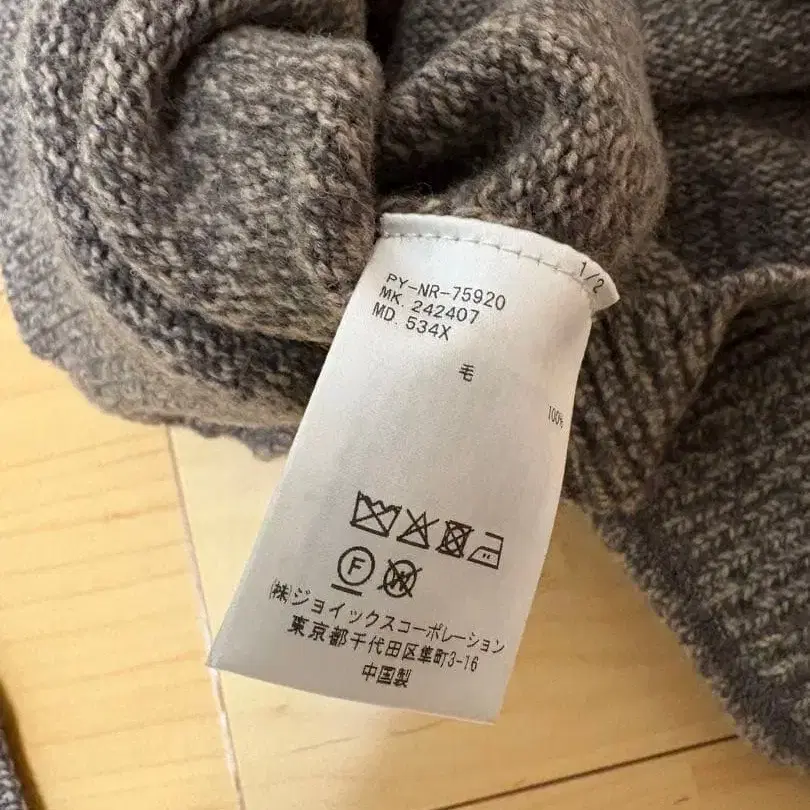 1/2
PY-NR-75920
MK. 242407
MD. 534X
毛 100%
F
W
(株)ジョイックスコーポレーション
東京都千代田区隼町3-16
中国製